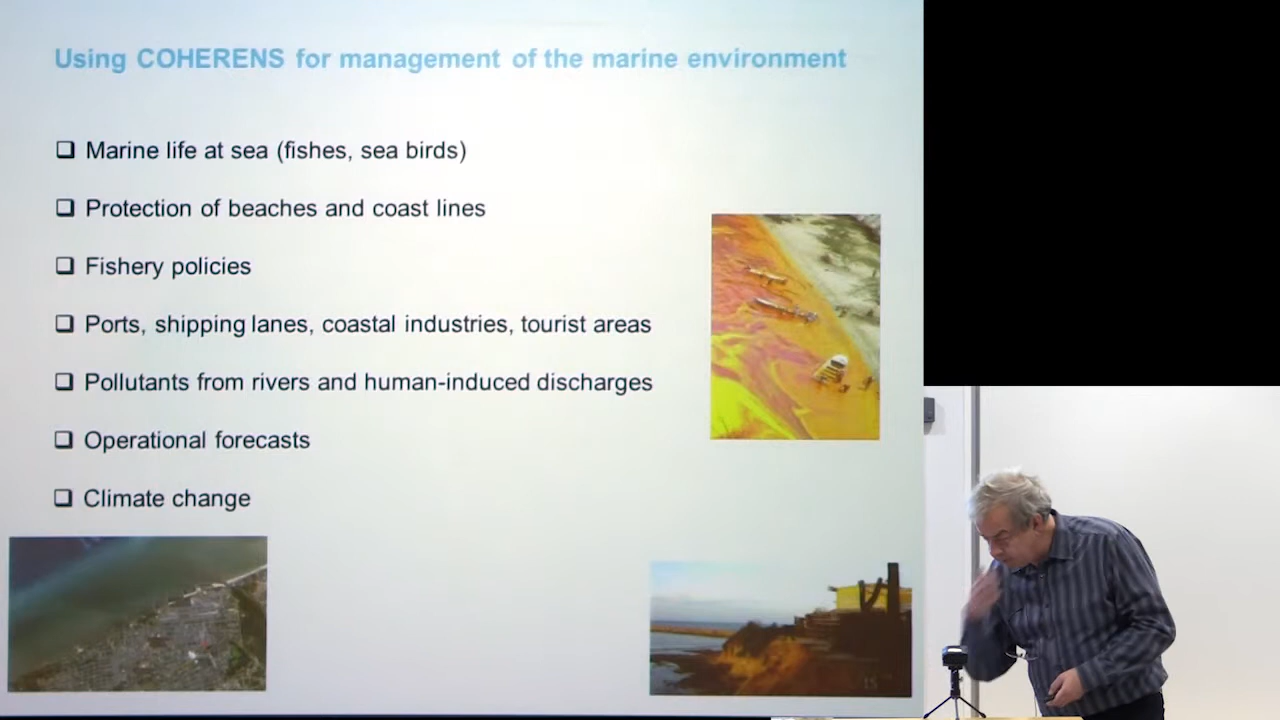 Using COHERENS for management of the marine environment
Marine life at sea (fishes, sea birds)
Protection of beaches and coast lines
Fishery policies
Ports, shipping lanes, coastal industries, tourist areas
Pollutants from rivers and human-induced discharges
Operational forecasts
Climate change
15